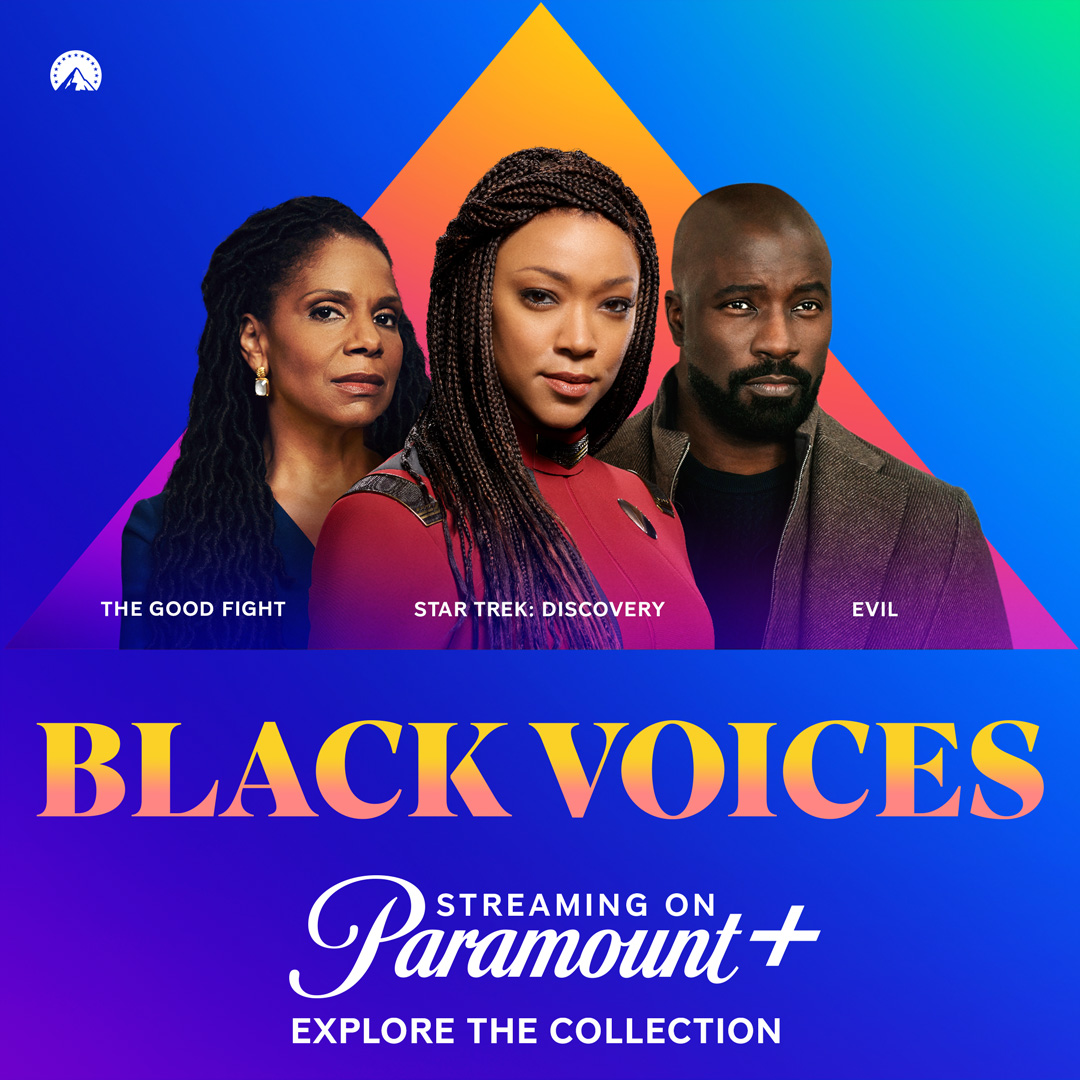 THE GOOD FIGHT
STAR TREK: DISCOVERY
EVIL
BLACK VOICES
STREAMING ON
Paramount+
EXPLORE THE COLLECTION